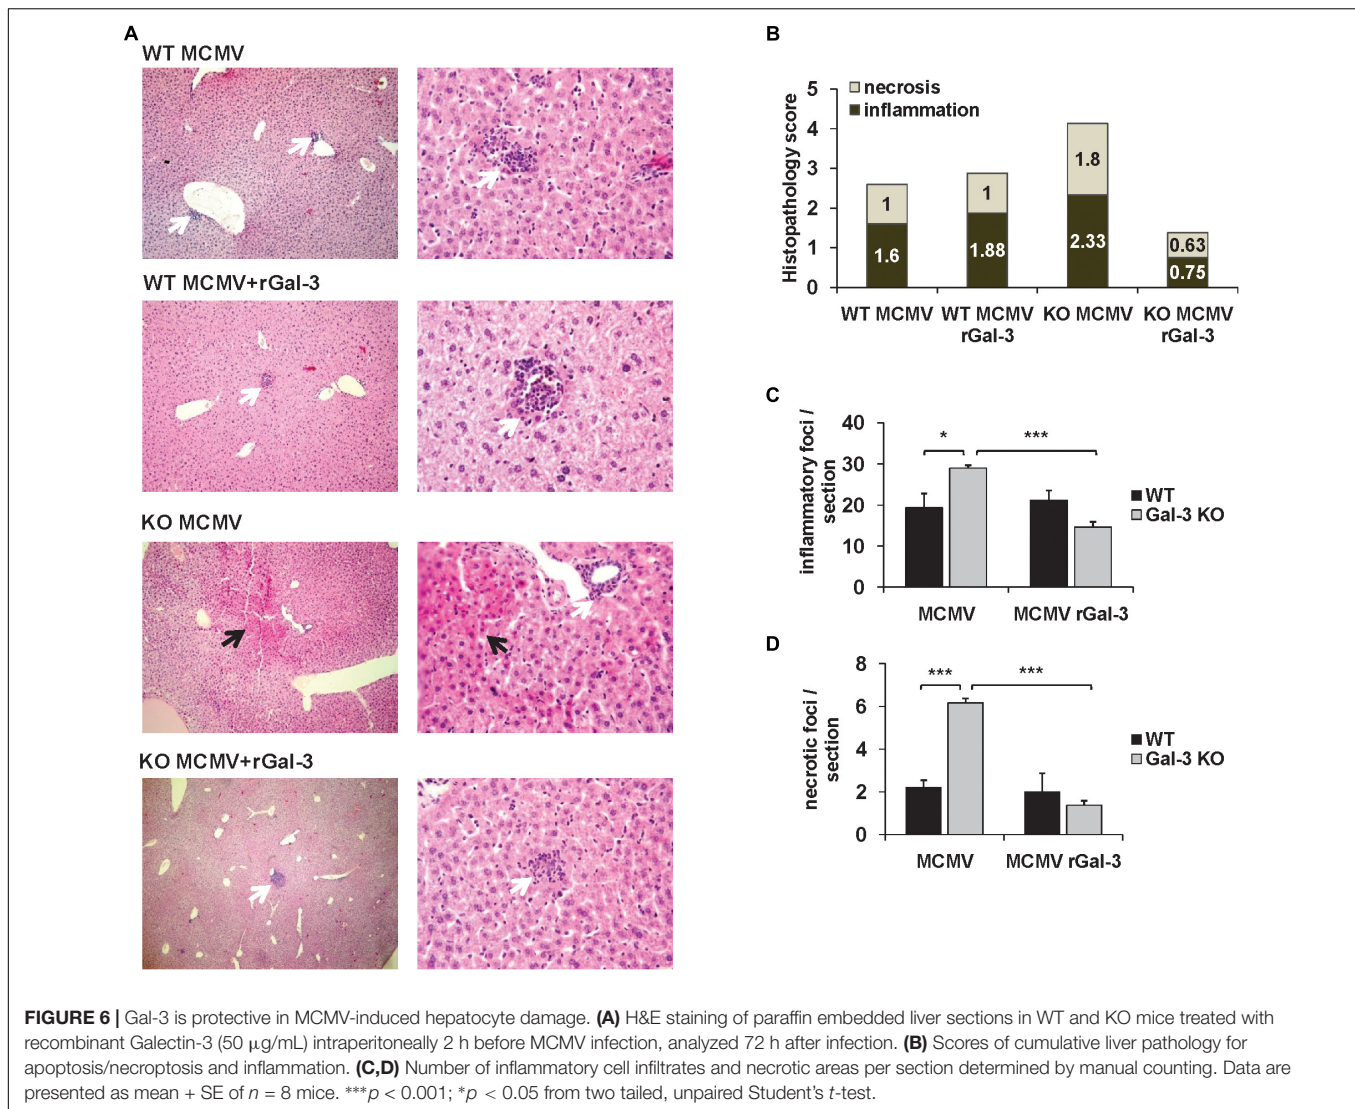 A
WT MCMV
WT MCMV+rGal-3
KO MCMV
KO MCMV+rGal-3
B
Histopathology score
5
4
3
2
1
0
necrosis
inflammation
1
1.6
1
1.88
1.8
2.33
0.63
0.75
WT MCMV
WT MCMV rGal-3
KO MCMV
KO MCMV rGal-3
C
inflammatory foci / section
40
30
20
10
0
*
***
WT
Gal-3 KO
MCMV
MCMV rGal-3
D
necrotic foci / section
8
6
4
2
0
***
***
WT
Gal-3 KO
MCMV
MCMV rGal-3
FIGURE 6 | Gal-3 is protective in MCMV-induced hepatocyte damage. (A) H&E staining of paraffin embedded liver sections in WT and KO mice treated with
recombinant Galectin-3 (50 μg/mL) intraperitoneally 2 h before MCMV infection, analyzed 72 h after infection. (B) Scores of cumulative liver pathology for
apoptosis/necroptosis and inflammation. (C,D) Number of inflammatory cell infiltrates and necrotic areas per section determined by manual counting. Data are
presented as mean + SE of n = 8 mice. ***p < 0.001; *p < 0.05 from two tailed, unpaired Student's t-test.